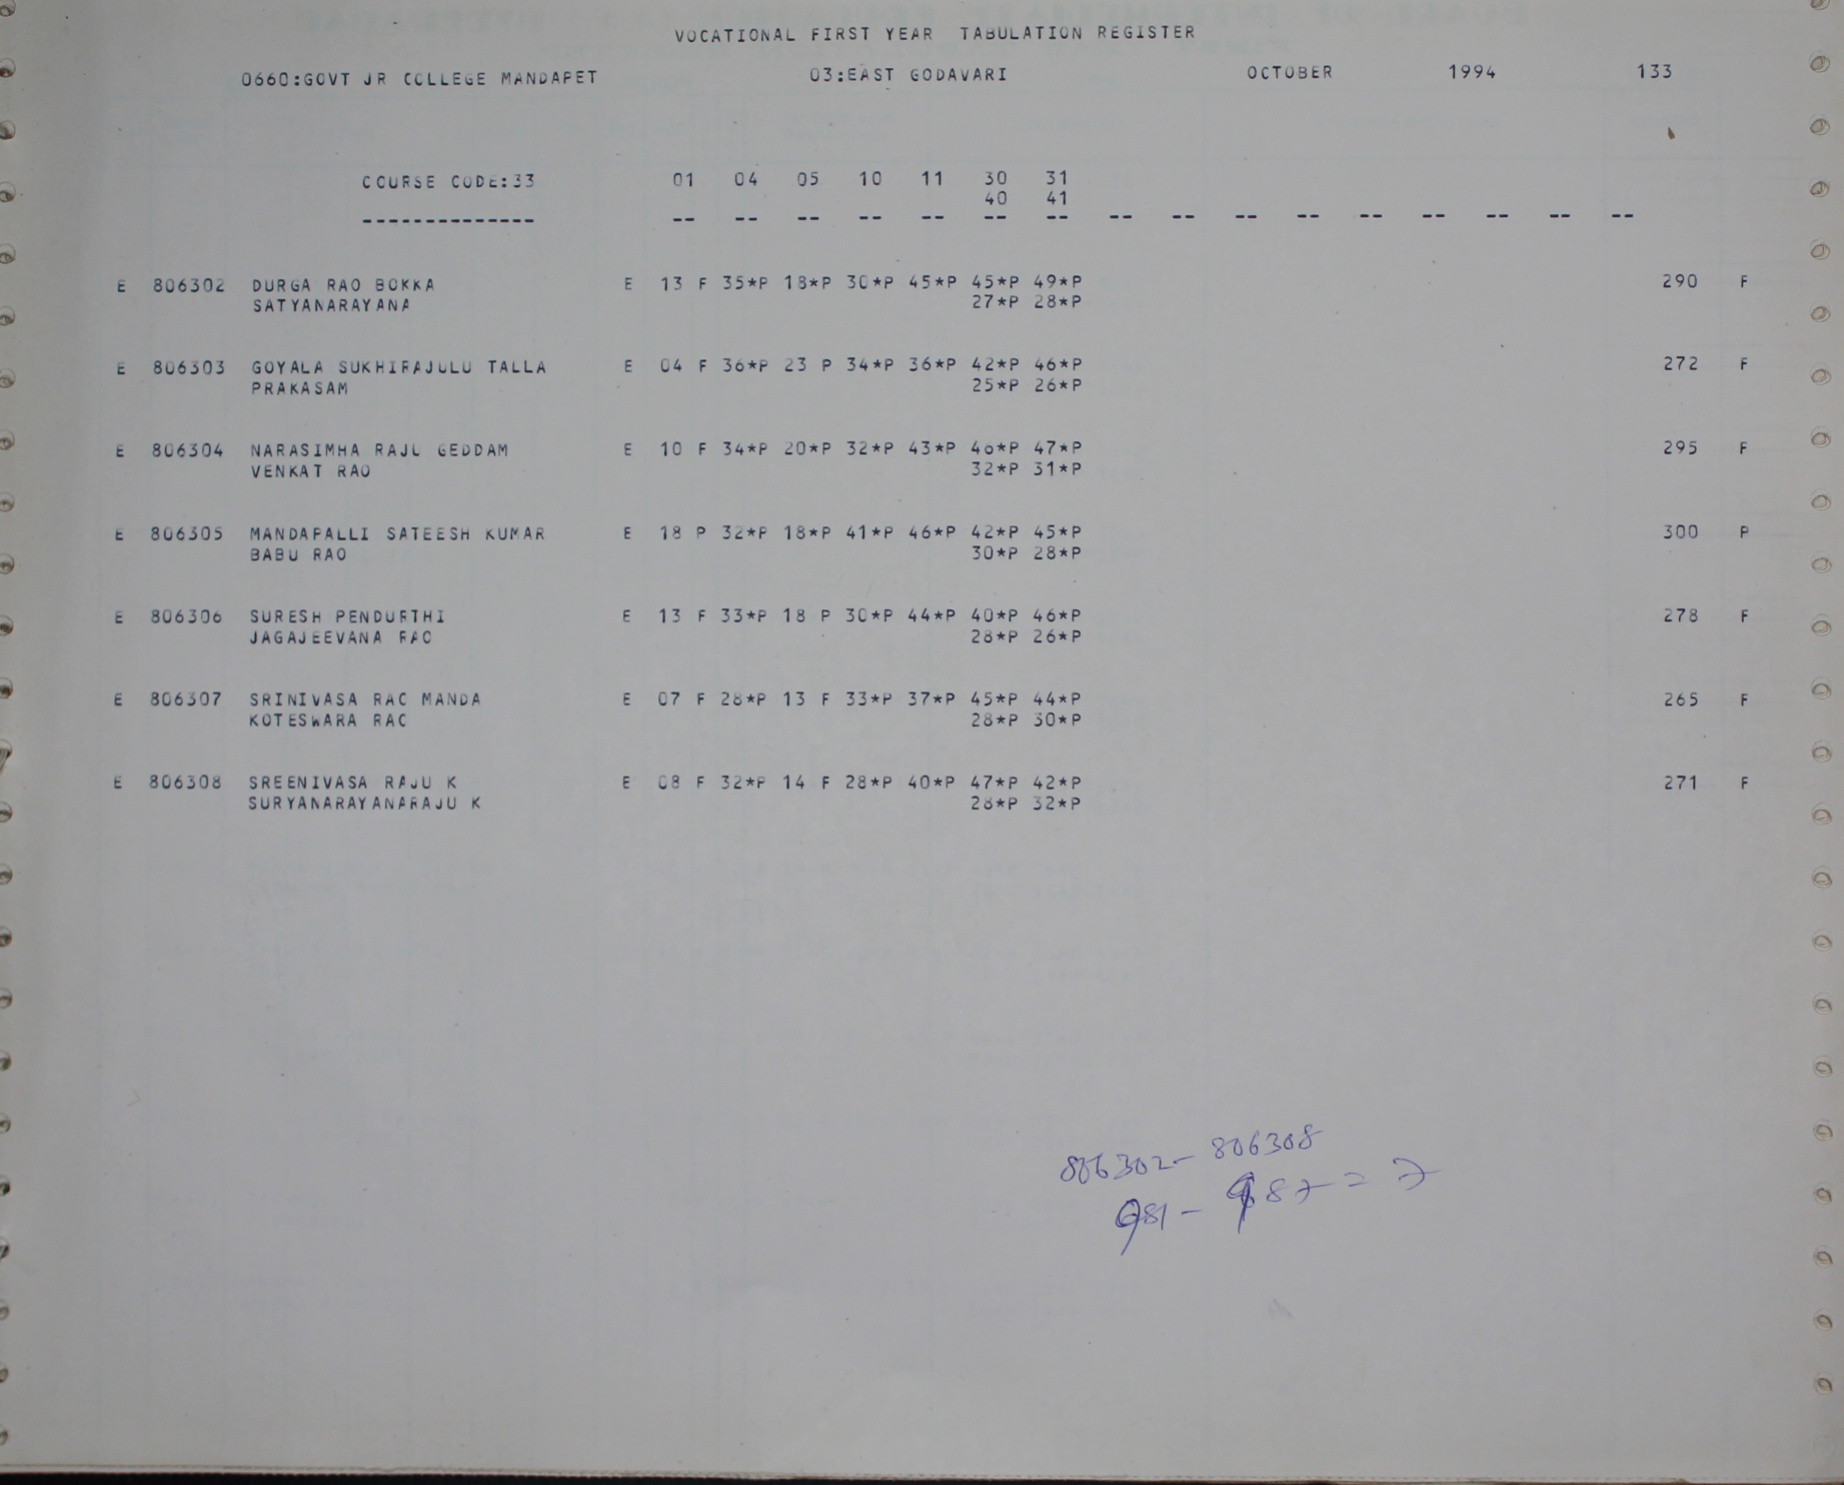 VOCATIONAL FIRST YEAR TABULATION REGISTER
0660:GOVT JR COLLEGE MANDAPET 03:EAST GODAVARI OCTOBER 1994 133
COURSE CODE:33 01 04 05 10 11 30 31
40 41
-------------- -- -- -- -- -- -- -- -- -- -- -- -- -- -- -- --
E 806302 DURGA RAO BOKKA E 13 F 35*P 18*P 30*P 45*P 45*P 49*P 290 F
SATYANARAYANA 27*P 28*P
E 806303 GOYALA SUKHIRAJULU TALLA E 04 F 36*P 23 P 34*P 36*P 42*P 46*P 272 F
PRAKASAM 25*P 26*P
E 806304 NARASIMHA RAJU GEDDAM E 10 F 34*P 20*P 32*P 43*P 46*P 47*P 295 F
VENKAT RAO 32*P 31*P
E 806305 MANDAPALLI SATEESH KUMAR E 18 P 32*P 18*P 41*P 46*P 42*P 45*P 300 P
BABU RAO 30*P 28*P
E 806306 SURESH PENDURTHI E 13 F 33*P 18 P 30*P 44*P 40*P 46*P 278 F
JAGAJEEVANA RAO 28*P 26*P
E 806307 SRINIVASA RAO MANDA E 07 F 28*P 13 F 33*P 37*P 45*P 44*P 265 F
KOTESWARA RAO 28*P 30*P
E 806308 SREENIVASA RAJU K E 08 F 32*P 14 F 28*P 40*P 47*P 42*P 271 F
SURYANARAYANARAJU K 28*P 32*P
806302 - 806308
981 - 987 = 7